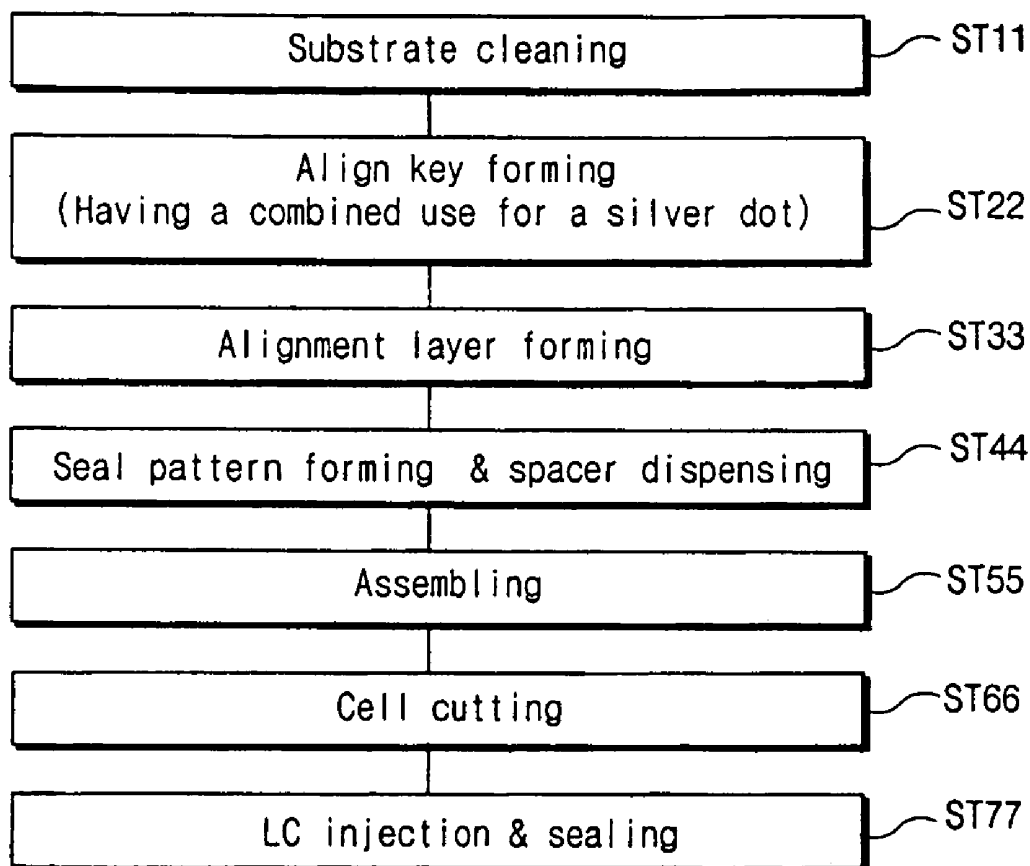 Substrate cleaning
ST11
Align key forming
(Having a combined use for a silver dot)
ST22
Alignment layer forming
ST33
Seal pattern forming & spacer dispensing
ST44
Assembling
ST55
Cell cutting
ST66
LC injection & sealing
ST77